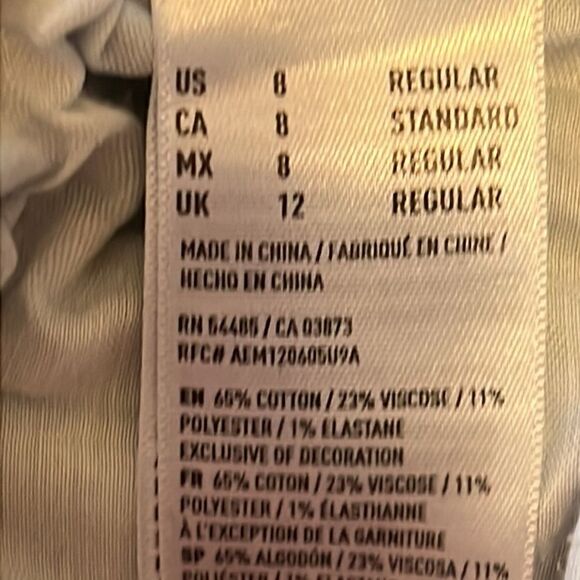 US 8 REGULAR
CA 8 STANDARD
MX 8 REGULAR
UK 12 REGULAR
MADE IN CHINA / FABRIQUÉ EN CHINE /
HECHO EN CHINA
RN 54485 / CA 03873
RFC# AEM120605U9A
EN 65% COTTON / 23% VISCOSE / 11%
POLYESTER / 1% ELASTANE
EXCLUSIVE OF DECORATION
FR 65% COTON / 23% VISCOSE / 11%
POLYESTER / 1% ÉLASTHANNE
À L'EXCEPTION DE LA GARNITURE
SP 65% ALGODÓN / 23% VISCOSA / 11%
POLIÉSTER / 1% ELASTANO